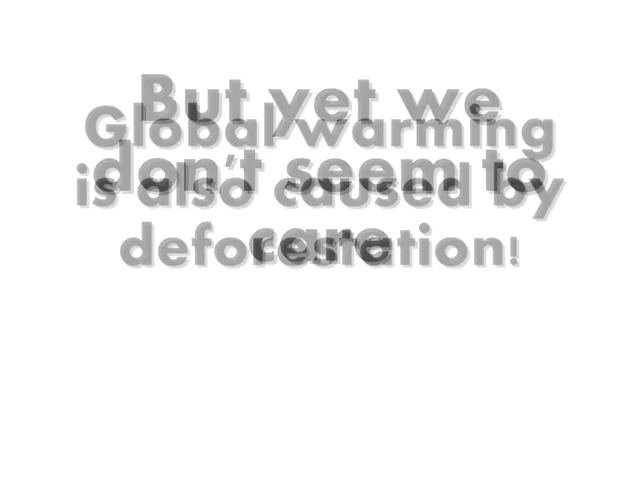 But yet we
don't seem to
care
Global warming
is also caused by
deforestation!